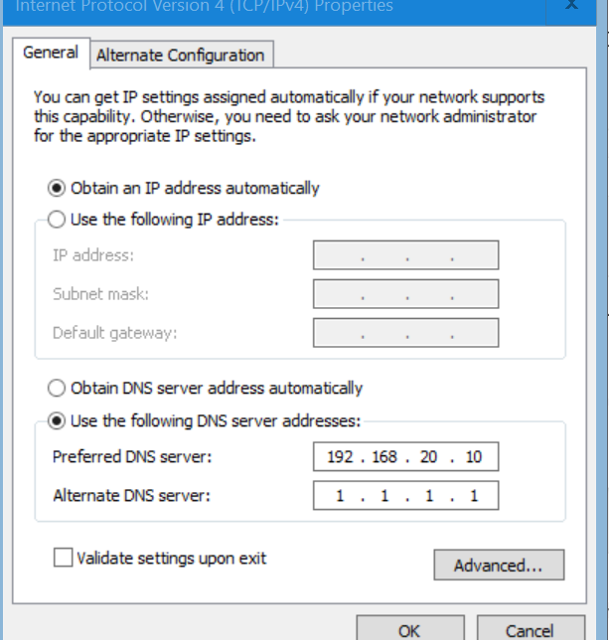 Internet Protocol Version 4 (TCP/IPv4) Properties
x
General
Alternate Configuration
You can get IP settings assigned automatically if your network supports
this capability. Otherwise, you need to ask your network administrator
for the appropriate IP settings.
Obtain an IP address automatically
Use the following IP address:
IP address: . . .
Subnet mask: . . .
Default gateway: . . .
Obtain DNS server address automatically
Use the following DNS server addresses:
Preferred DNS server: 192 . 168 . 20 . 10
Alternate DNS server: 1 . 1 . 1 . 1
Validate settings upon exit
Advanced...
OK
Cancel